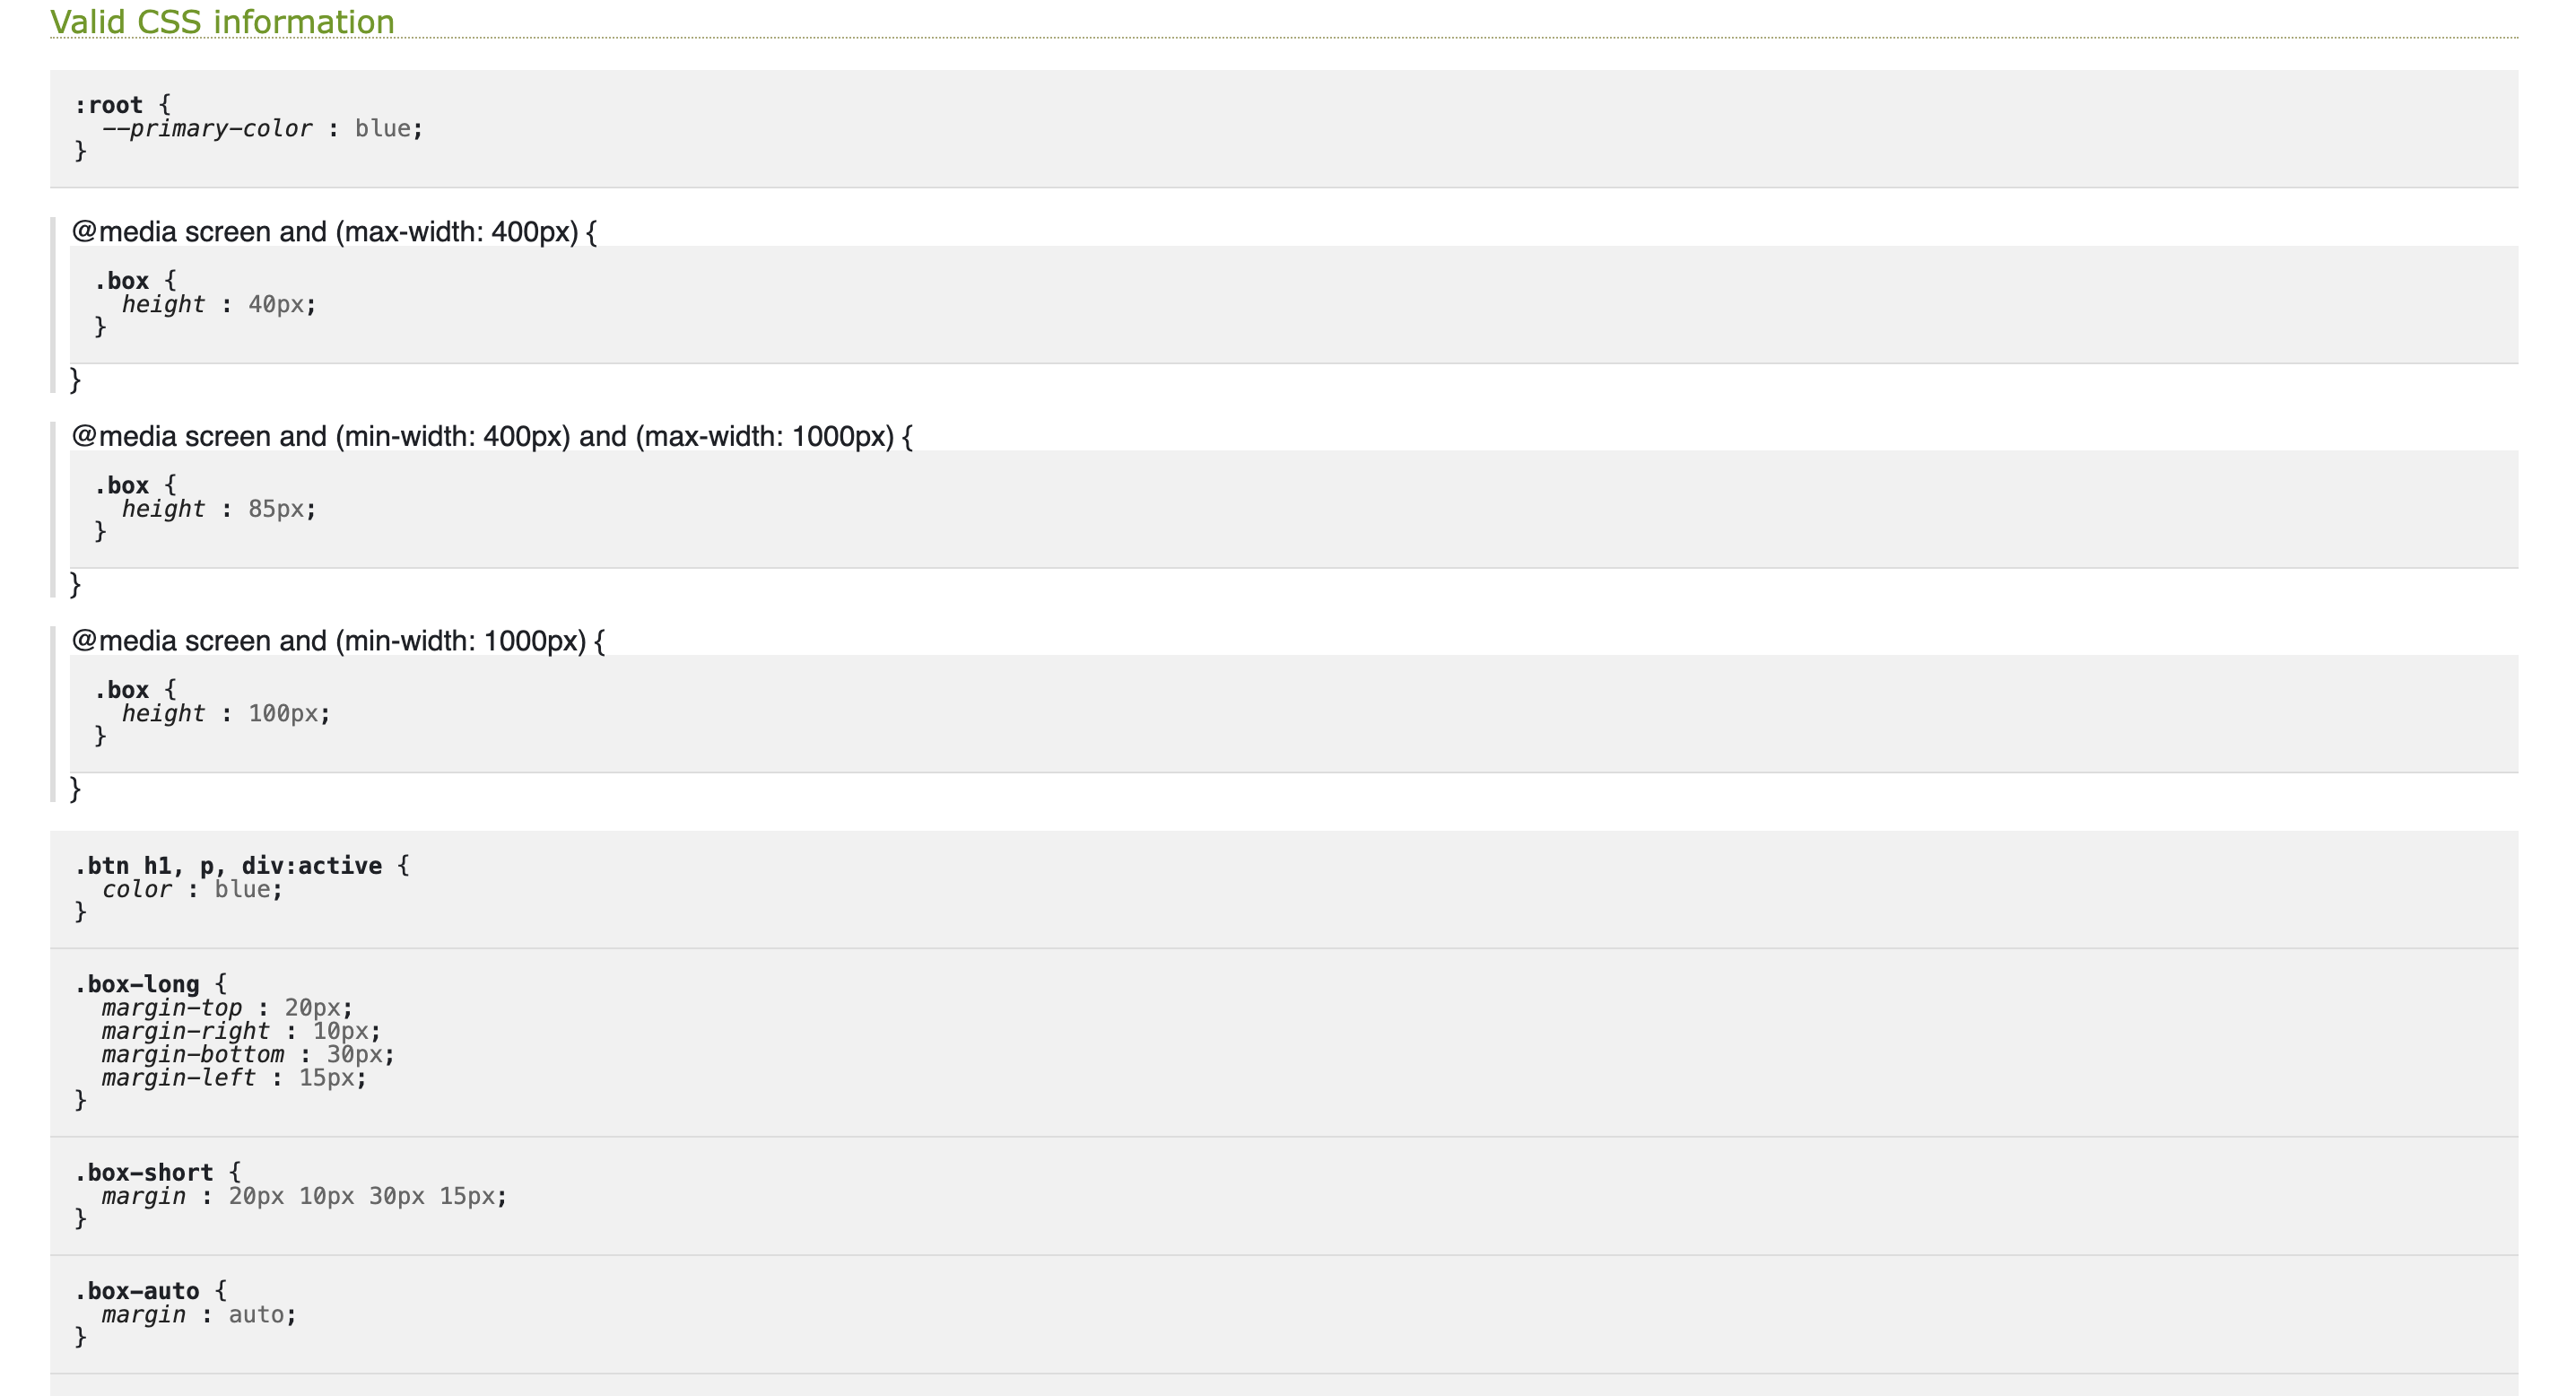 Valid CSS information
:root {
--primary-color : blue;
}
@media screen and (max-width: 400px) {
.box {
height : 40px;
}
}
@media screen and (min-width: 400px) and (max-width: 1000px) {
.box {
height : 85px;
}
}
@media screen and (min-width: 1000px) {
.box {
height : 100px;
}
}
.btn h1, p, div:active {
color : blue;
}
.box-long {
margin-top : 20px;
margin-right : 10px;
margin-bottom : 30px;
margin-left : 15px;
}
.box-short {
margin : 20px 10px 30px 15px;
}
.box-auto {
margin : auto;
}